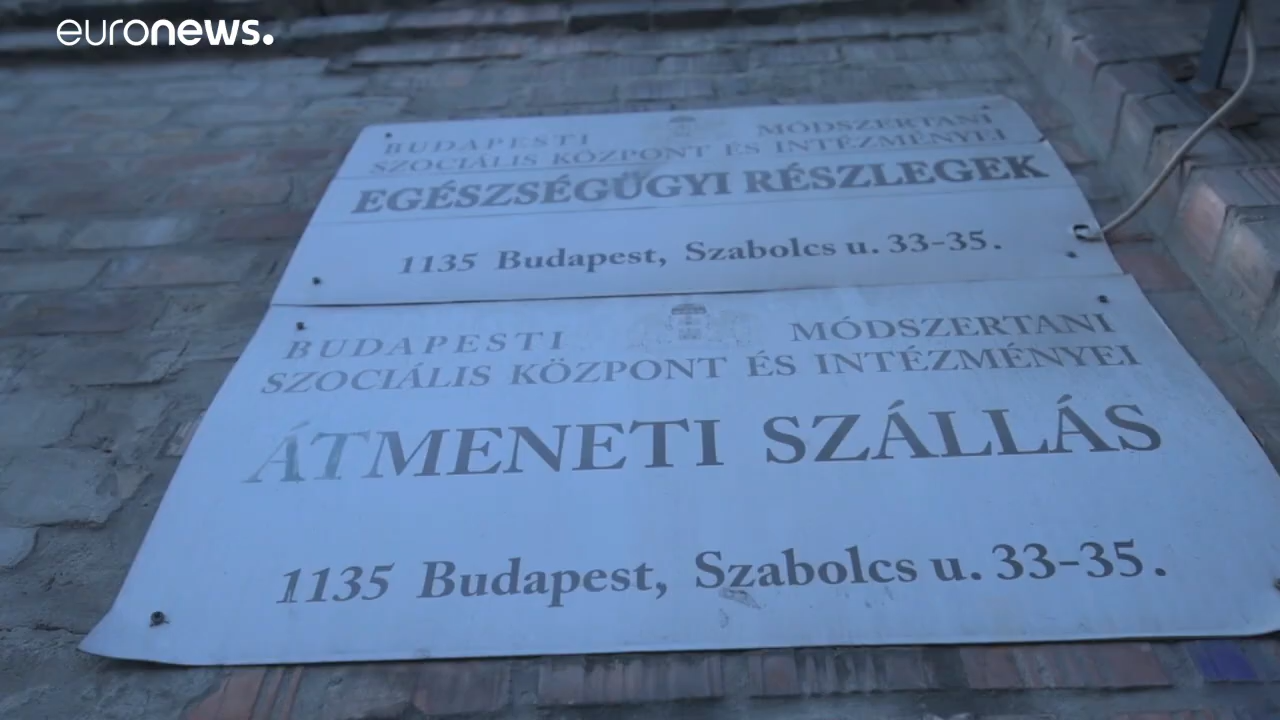 euronews.
BUDAPESTI MÓDSZERTANI
SZOCIÁLIS KÖZPONT ÉS INTÉZMÉNYEI
EGÉSZSÉGÜGYI RÉSZLEGEK
1135 Budapest, Szabolcs u. 33-35.
BUDAPESTI MÓDSZERTANI
SZOCIÁLIS KÖZPONT ÉS INTÉZMÉNYEI
ÁTMENETI SZÁLLÁS
1135 Budapest, Szabolcs u. 33-35.